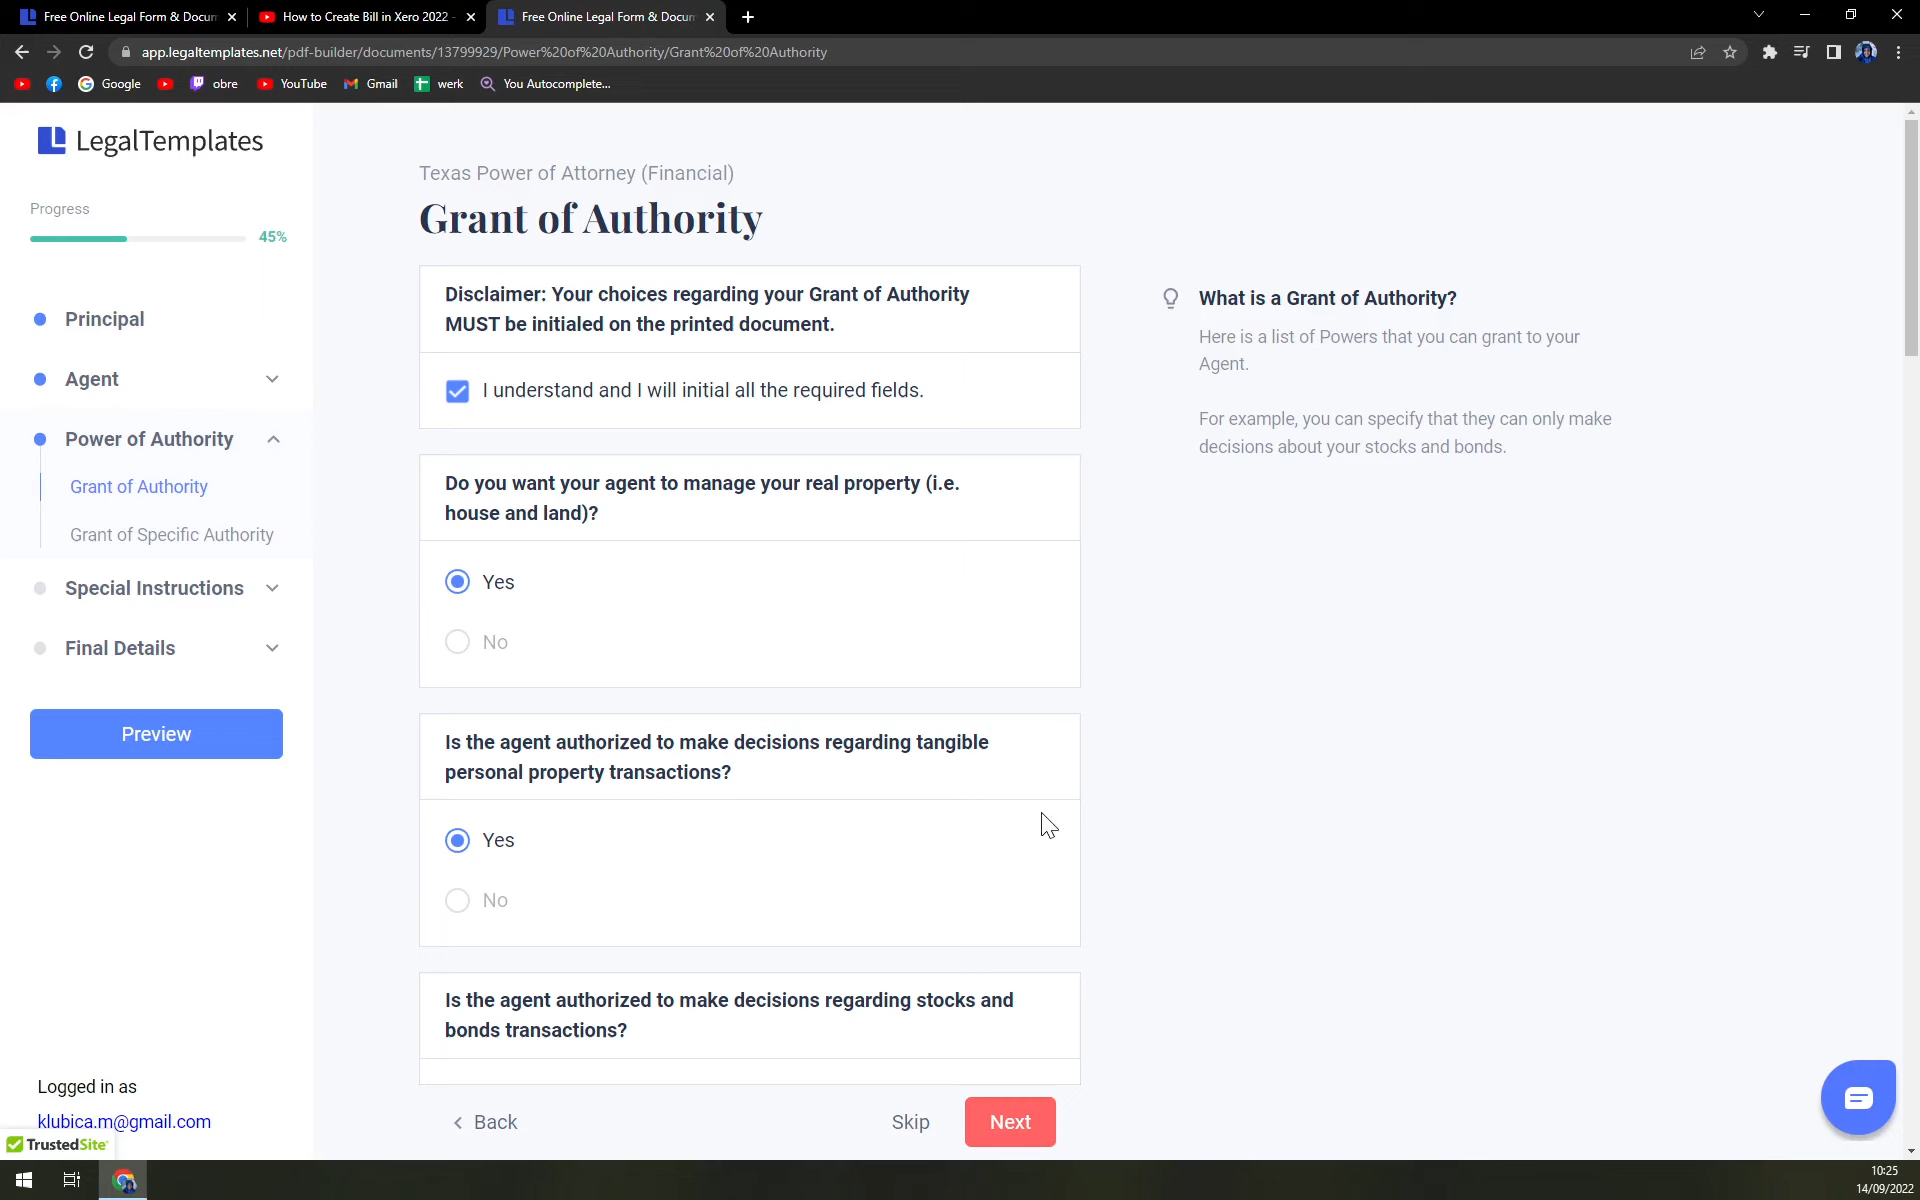 Free Online Legal Form & Docum
How to Create Bill in Xero 2022 -
Free Online Legal Form & Docum
app.legaltemplates.net/pdf-builder/documents/13799929/Power%20of%20Authority/Grant%20of%20Authority
Google
obre
YouTube
Gmail
werk
You Autocomplete...
LegalTemplates
Progress
45%
Principal
Agent
Power of Authority
Grant of Authority
Grant of Specific Authority
Special Instructions
Final Details
Preview
Logged in as
klubica.m@gmail.com
TrustedSite
Texas Power of Attorney (Financial)
Grant of Authority
Disclaimer: Your choices regarding your Grant of Authority
MUST be initialed on the printed document.
I understand and I will initial all the required fields.
Do you want your agent to manage your real property (i.e.
house and land)?
Yes
No
Is the agent authorized to make decisions regarding tangible
personal property transactions?
Yes
No
Is the agent authorized to make decisions regarding stocks and
bonds transactions?
Back
Skip
Next
What is a Grant of Authority?
Here is a list of Powers that you can grant to your
Agent.
For example, you can specify that they can only make
decisions about your stocks and bonds.
10:25
14/09/2022